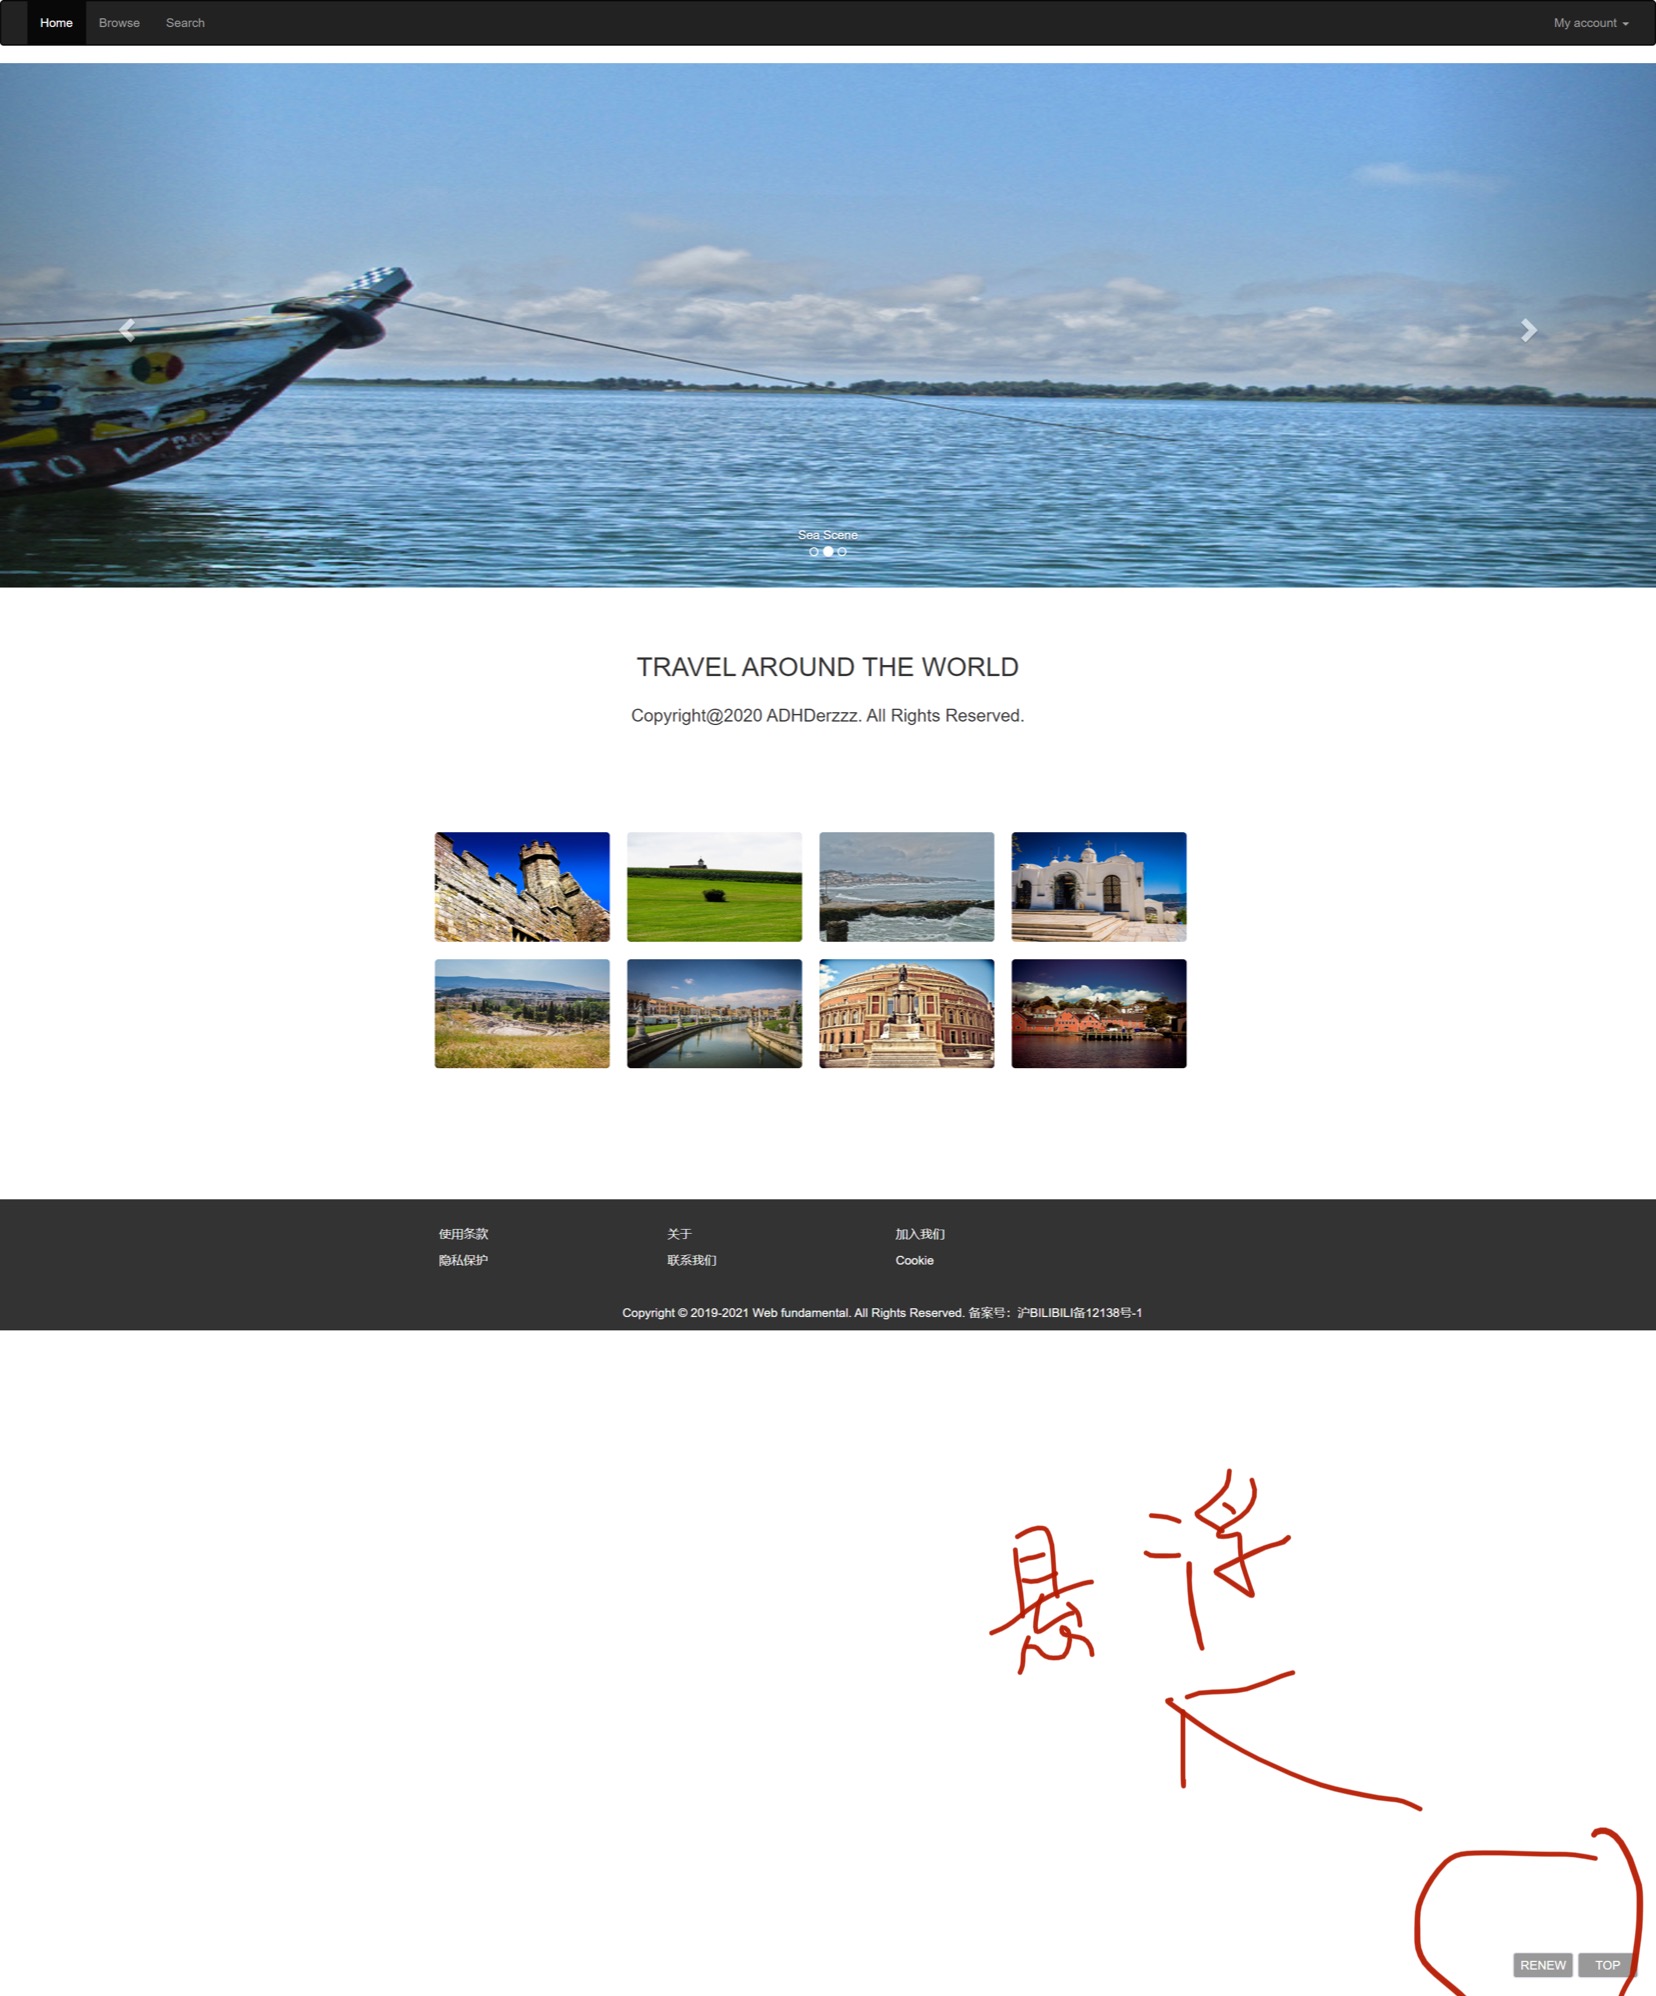 Home Browse Search My account
S
TO
Sea Scene
TRAVEL AROUND THE WORLD
Copyright@2020 ADHDerzzz. All Rights Reserved.
使用条款 关于 加入我们
隐私保护 联系我们 Cookie
Copyright © 2019-2021 Web fundamental. All Rights Reserved. 备案号：沪BILIBILI备12138号-1
悬浮
RENEW TOP